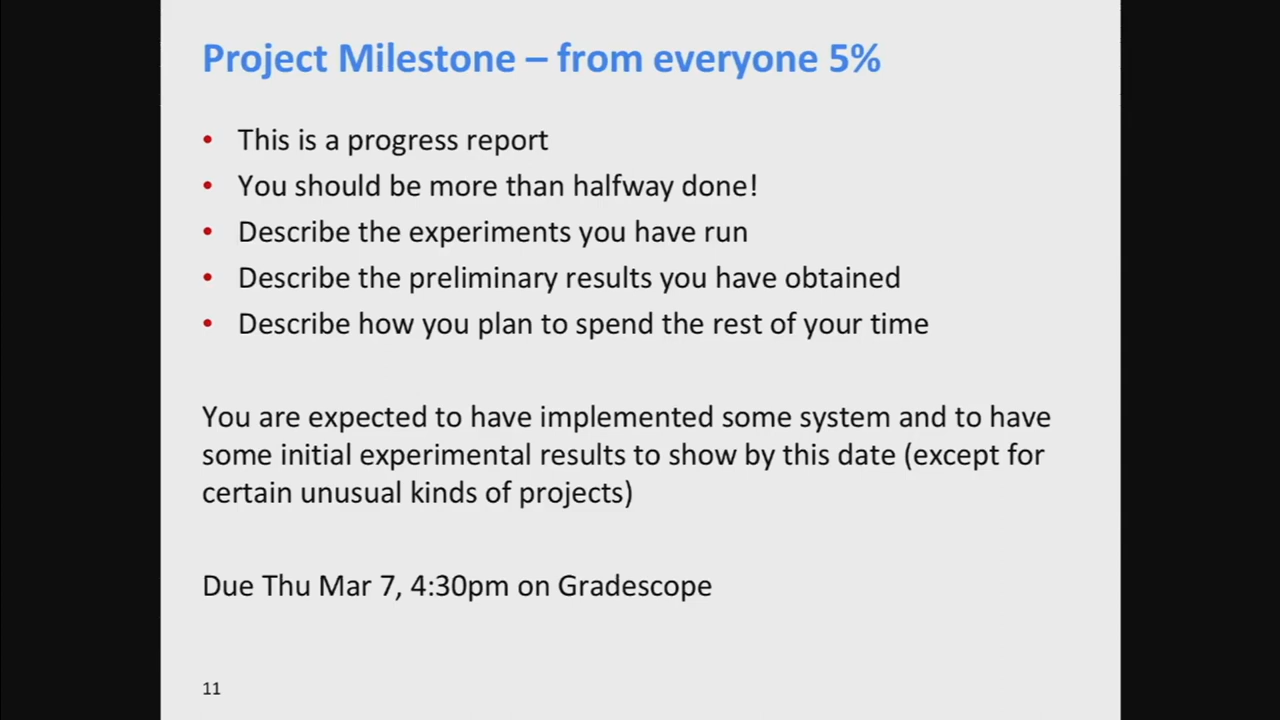 Project Milestone – from everyone 5%
• This is a progress report
• You should be more than halfway done!
• Describe the experiments you have run
• Describe the preliminary results you have obtained
• Describe how you plan to spend the rest of your time
You are expected to have implemented some system and to have
some initial experimental results to show by this date (except for
certain unusual kinds of projects)
Due Thu Mar 7, 4:30pm on Gradescope
11